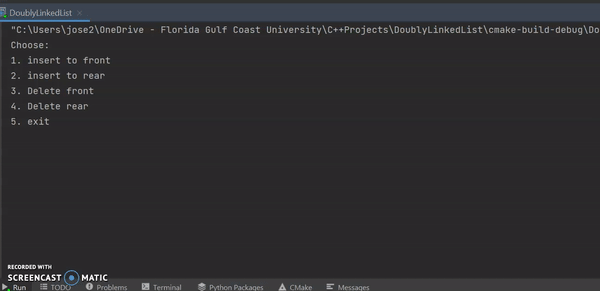 DoublyLinkedList ×
"C:\Users\jose2\OneDrive - Florida Gulf Coast University\C++Projects\DoublyLinkedList\cmake-build-debug\Do
Choose:
1. insert to front
2. insert to rear
3. Delete front
4. Delete rear
5. exit
RECORDED WITH
SCREENCAST MATIC
Run TODO Problems Terminal Python Packages CMake Messages